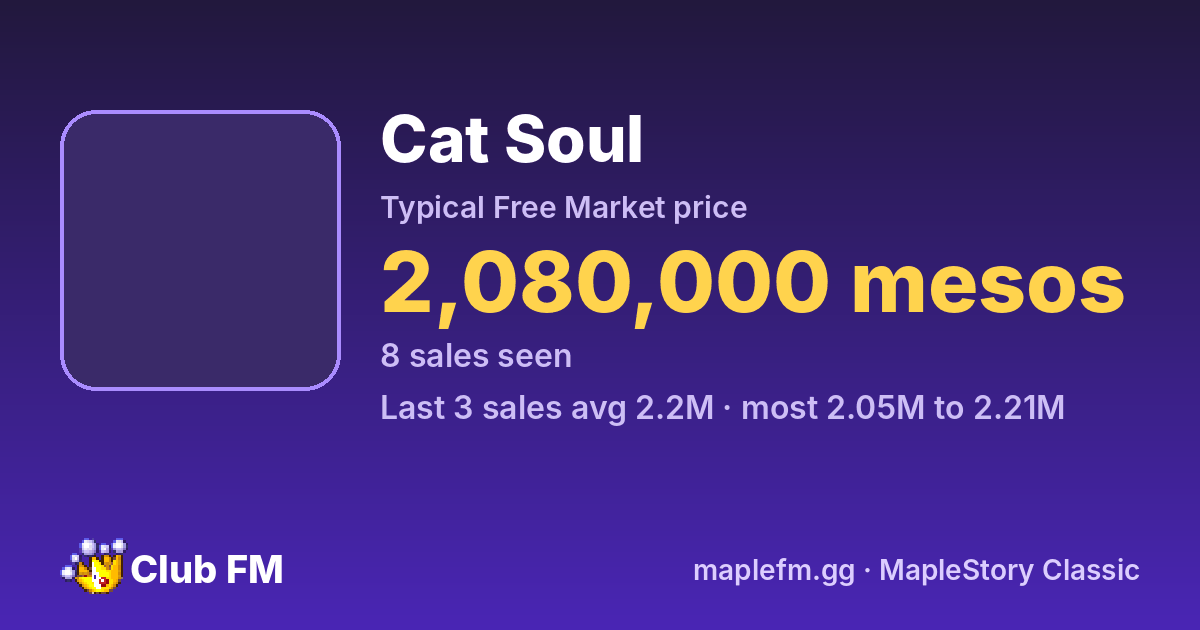 Cat Soul
Typical Free Market price
2,080,000 mesos
8 sales seen
Last 3 sales avg 2.2M · most 2.05M to 2.21M
Club FM
maplefm.gg · MapleStory Classic